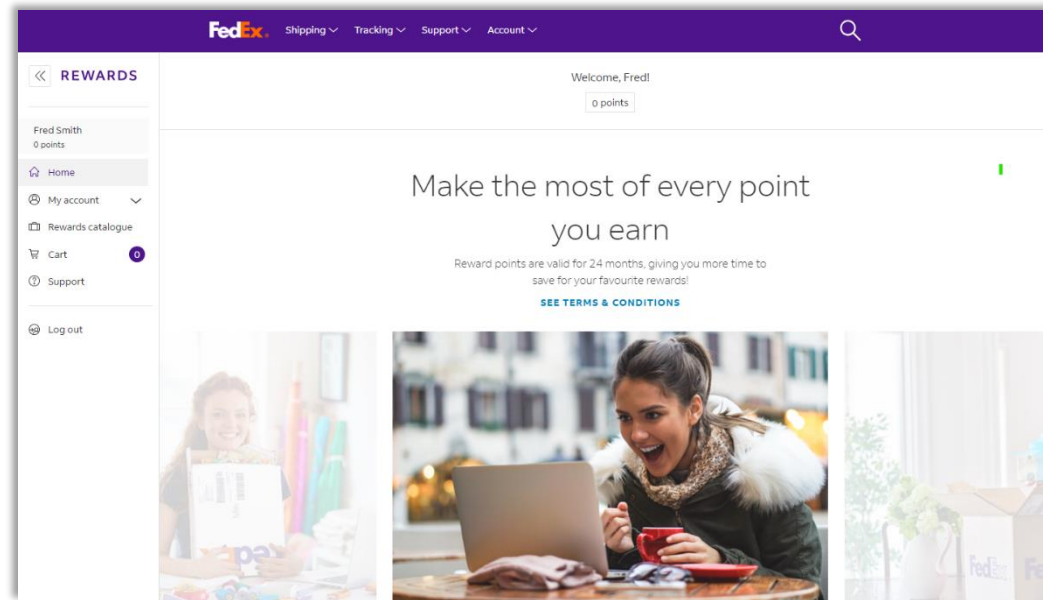 FedEx.
Shipping
Tracking
Support
Account
REWARDS
Welcome, Fred!
0 points
Fred Smith
0 points
Home
My account
Rewards catalogue
Cart
0
Support
Log out
Make the most of every point
you earn
Reward points are valid for 24 months, giving you more time to
save for your favourite rewards!
SEE TERMS & CONDITIONS
FedEx